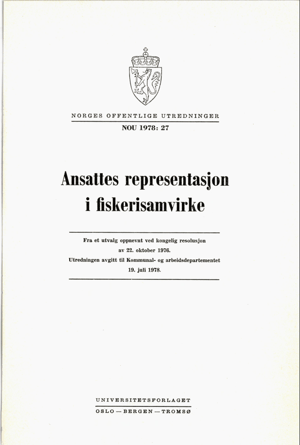 NORGES OFFENTLIGE UTREDNINGER
NOU 1978: 27
Ansattes representasjon
i fiskerisamvirke
Fra et utvalg oppnevnt ved kongelig resolusjon
av 22. oktober 1976.
Utredningen avgitt til Kommunal- og arbeidsdepartementet
19. juli 1978.
UNIVERSITETSFORLAGET
OSLO — BERGEN — TROMSØ